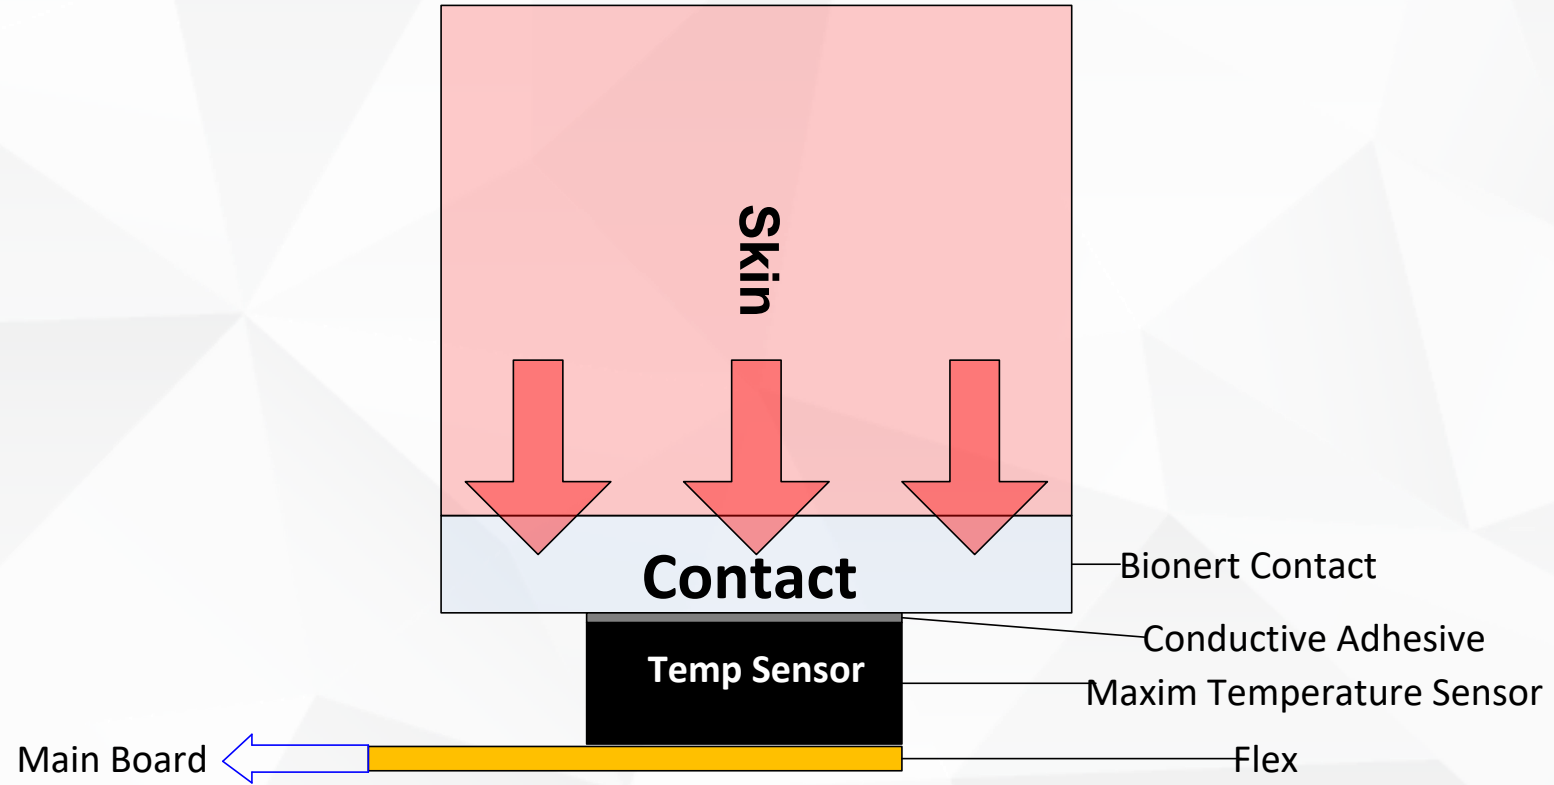 Skin
Contact
Bionert Contact
Conductive Adhesive
Temp Sensor
Maxim Temperature Sensor
Main Board
Flex